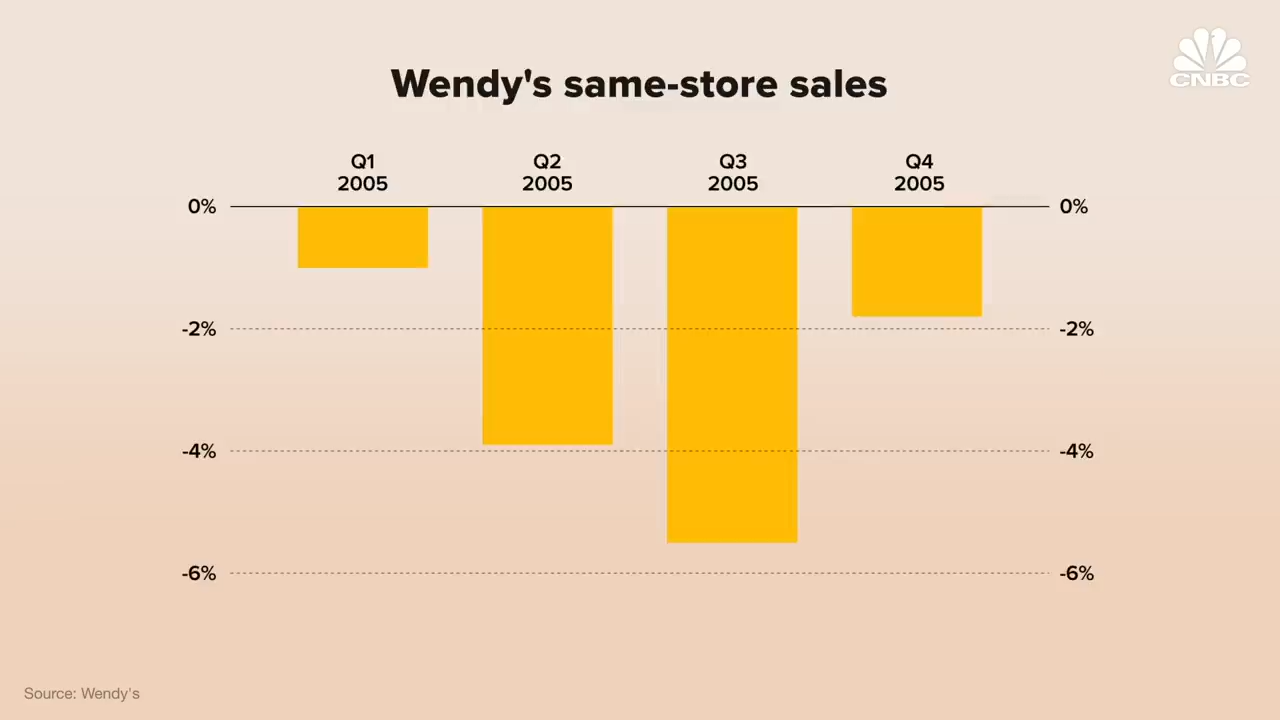 CNBC
Wendy's same-store sales
Q1 2005
Q2 2005
Q3 2005
Q4 2005
0%
0%
-2%
-2%
-4%
-4%
-6%
-6%
Source: Wendy's